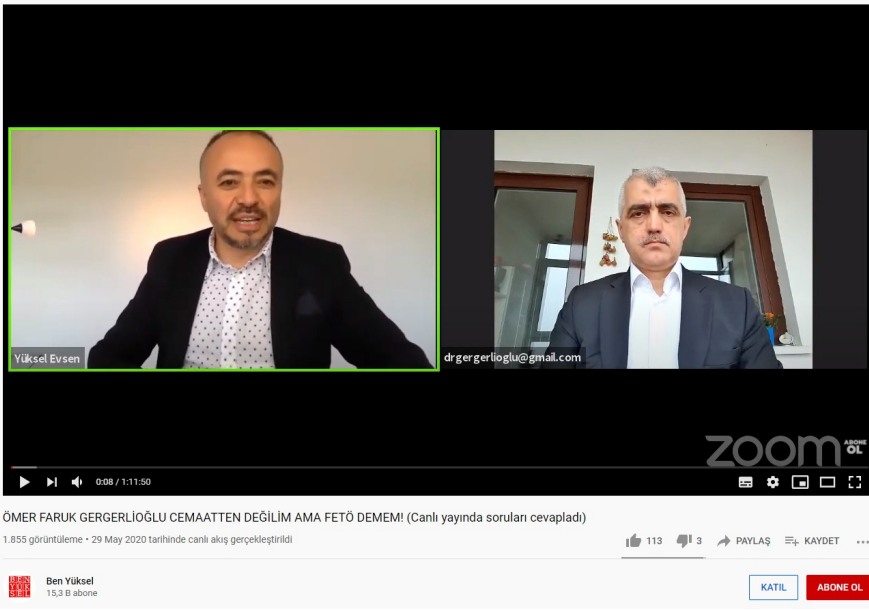 Yüksel Evsen
drgergerlioglu@gmail.com
zoom
ABONE
OL
0:08 / 1:11:50
ÖMER FARUK GERGERLİOĞLU CEMAATTEN DEĞİLİM AMA FETÖ DEMEM! (Canlı yayında soruları cevapladı)
1.855 görüntüleme • 29 May 2020 tarihinde canlı akış gerçekleştirildi
113
3
PAYLAŞ
KAYDET
BEN
YÜK
SEL
Ben Yüksel
15,3 B abone
KATIL
ABONE OL